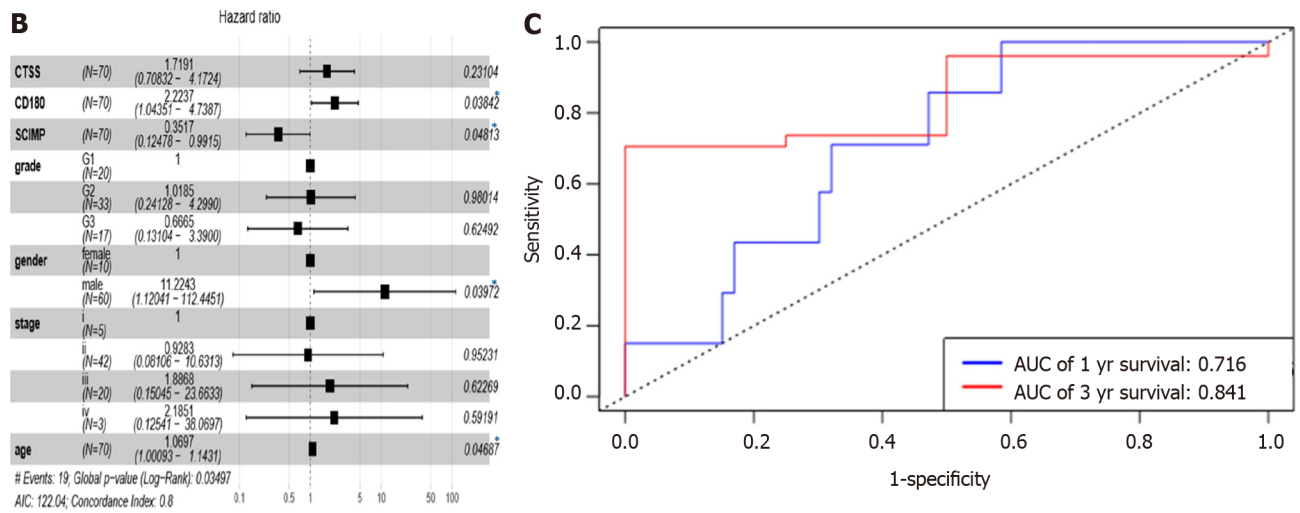 B
Hazard ratio
CTSS (N=70) 1.7191 (0.70832 − 4.1724) 0.23104
CD180 (N=70) 2.2237 (1.04351 − 4.7387) 0.03842*
SCIMP (N=70) 0.3517 (0.12478 − 0.9915) 0.04813*
grade G1 (N=20) 1
G2 (N=33) 1.0185 (0.24128 − 4.2990) 0.98014
G3 (N=17) 0.6665 (0.13104 − 3.3900) 0.62492
gender female (N=10) 1
male (N=60) 11.2243 (1.12041 − 112.4451) 0.03972*
stage i (N=5) 1
ii (N=42) 0.9283 (0.08106 − 10.6313) 0.95231
iii (N=20) 1.8868 (0.15045 − 23.6633) 0.62269
iv (N=3) 2.1851 (0.12541 − 38.0697) 0.59191
age (N=70) 1.0697 (1.00093 − 1.1431) 0.04687*
# Events: 19; Global p−value (Log−Rank): 0.03497
AIC: 122.04; Concordance Index: 0.8
0.1 0.5 1 5 10 50 100
C
Sensitivity
1.0
0.8
0.6
0.4
0.2
0.0
AUC of 1 yr survival: 0.716
AUC of 3 yr survival: 0.841
0.0 0.2 0.4 0.6 0.8 1.0
1-specificity